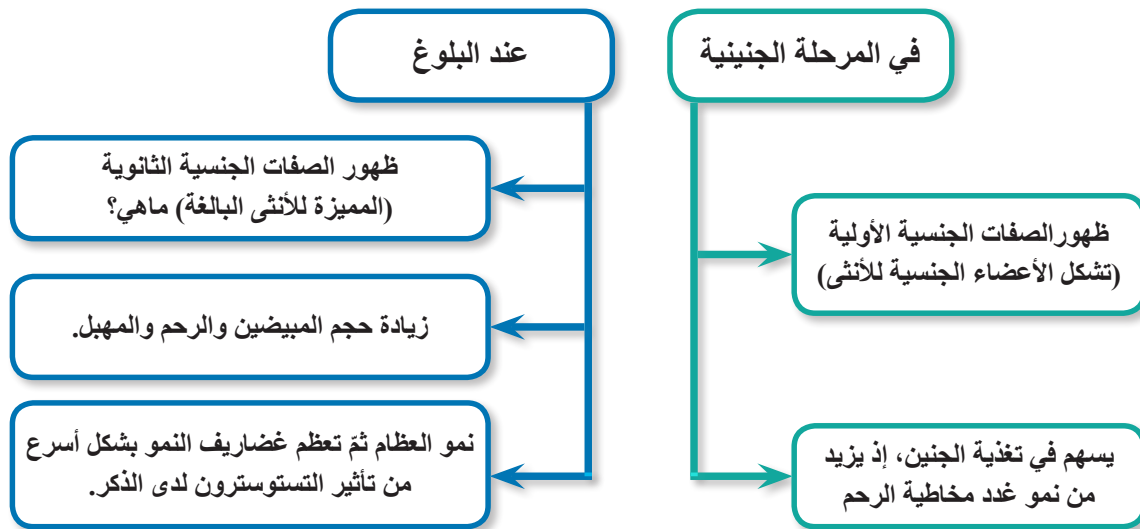 في المرحلة الجنينية
ظهورالصفات الجنسية الأولية
(تشكل الأعضاء الجنسية للأنثى)
يسهم في تغذية الجنين، إذ يزيد
من نمو غدد مخاطية الرحم
عند البلوغ
ظهور الصفات الجنسية الثانوية
(المميزة للأنثى البالغة) ماهي؟
زيادة حجم المبيضين والرحم والمهبل.
نمو العظام ثمّ تعظم غضاريف النمو بشكل أسرع
من تأثير التستوسترون لدى الذكر.